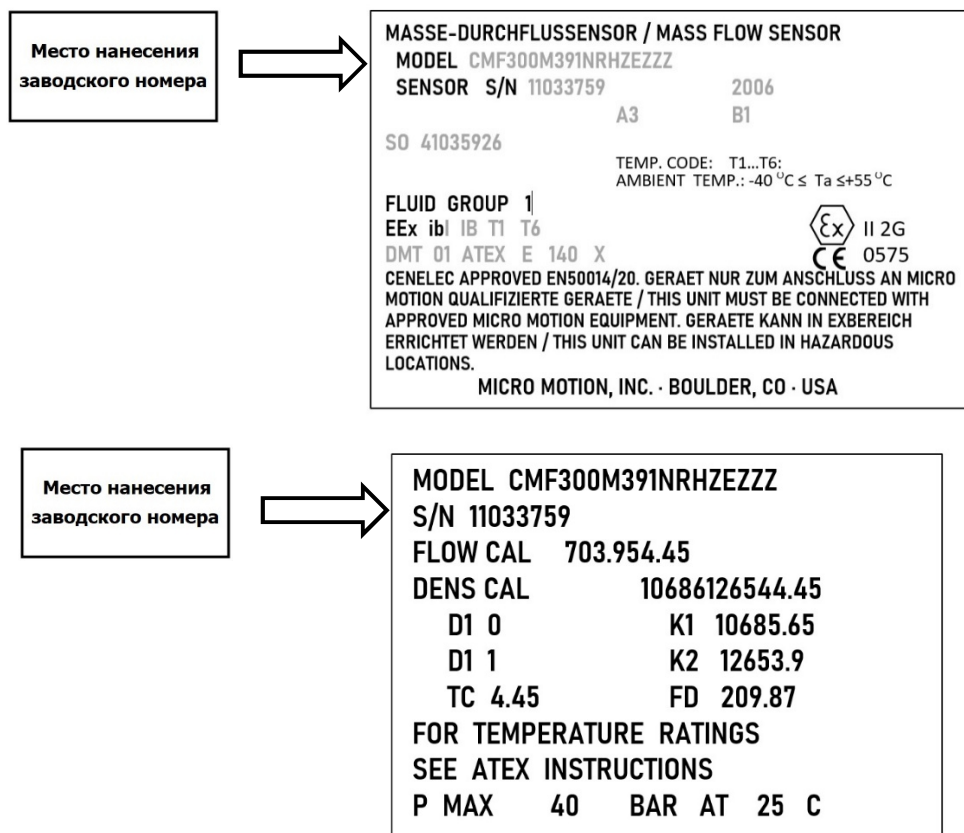 Место нанесения
заводского номера
MASSE-DURCHFLUSSENSOR / MASS FLOW SENSOR
MODEL CMF300M391NRHZEZZZ
SENSOR S/N 11033759 2006
A3 B1
SO 41035926
TEMP. CODE: T1...T6:
AMBIENT TEMP.: -40 °C ≤ Ta ≤+55 °C
FLUID GROUP 1
EEx ibI IB T1 T6
DMT 01 ATEX E 140 X
Ex II 2G
CE 0575
CENELEC APPROVED EN50014/20. GERAET NUR ZUM ANSCHLUSS AN MICRO
MOTION QUALIFIZIERTE GERAETE / THIS UNIT MUST BE CONNECTED WITH
APPROVED MICRO MOTION EQUIPMENT. GERAETE KANN IN EXBEREICH
ERRICHTET WERDEN / THIS UNIT CAN BE INSTALLED IN HAZARDOUS
LOCATIONS.
MICRO MOTION, INC. · BOULDER, CO · USA
Место нанесения
заводского номера
MODEL CMF300M391NRHZEZZZ
S/N 11033759
FLOW CAL 703.954.45
DENS CAL 10686126544.45
D1 0 K1 10685.65
D1 1 K2 12653.9
TC 4.45 FD 209.87
FOR TEMPERATURE RATINGS
SEE ATEX INSTRUCTIONS
P MAX 40 BAR AT 25 C